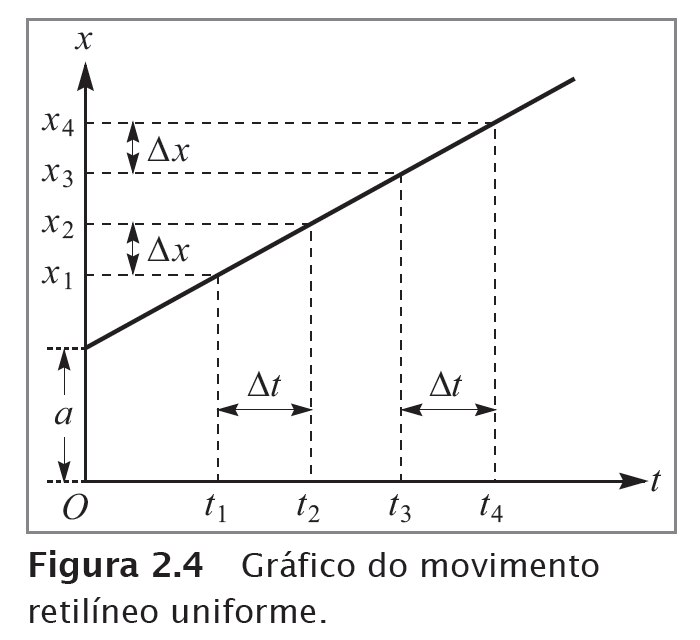 x
x4
Δx
x3
x2
Δx
x1
Δt
Δt
a
t
O
t1
t2
t3
t4
Figura 2.4 Gráfico do movimento
retilíneo uniforme.